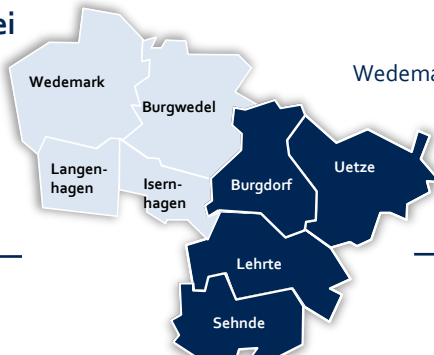 ei
Wedema
Wedemark
Burgwedel
Langen-
hagen
Isern-
hagen
Burgdorf
Uetze
Lehrte
Sehnde